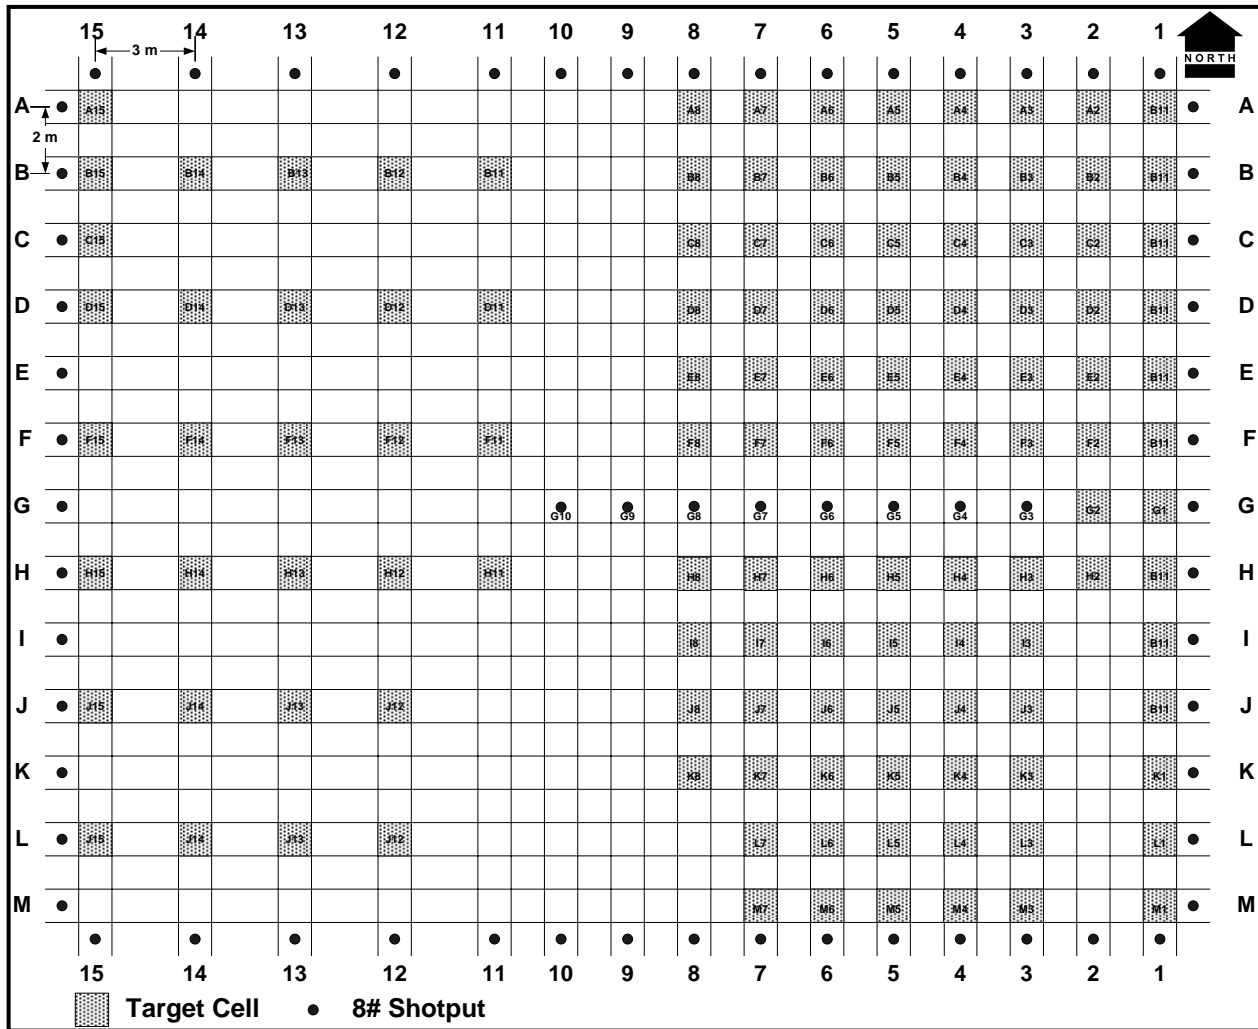 15 14 13 12 11 10 9 8 7 6 5 4 3 2 1
3 m
NORTH
A A15 A8 A7 A6 A5 A4 A3 A2 B11 A
2 m
B B15 B14 B13 B12 B11 B8 B7 B6 B5 B4 B3 B2 B11 B
C C15 C8 C7 C6 C5 C4 C3 C2 B11 C
D D15 D14 D13 D12 D11 D8 D7 D6 D5 D4 D3 D2 B11 D
E E8 E7 E6 E5 E4 E3 E2 B11 E
F F15 F14 F13 F12 F11 F8 F7 F6 F5 F4 F3 F2 B11 F
G G10 G9 G8 G7 G6 G5 G4 G3 G2 G1 G
H H15 H14 H13 H12 H11 H8 H7 H6 H5 H4 H3 H2 B11 H
I I8 I7 I6 I5 I4 I3 B11 I
J J15 J14 J13 J12 J8 J7 J6 J5 J4 J3 B11 J
K K8 K7 K6 K5 K4 K3 K1 K
L J15 J14 J13 J12 L7 L6 L5 L4 L3 L1 L
M M7 M6 M5 M4 M3 M1 M
15 14 13 12 11 10 9 8 7 6 5 4 3 2 1
Target Cell 8# Shotput